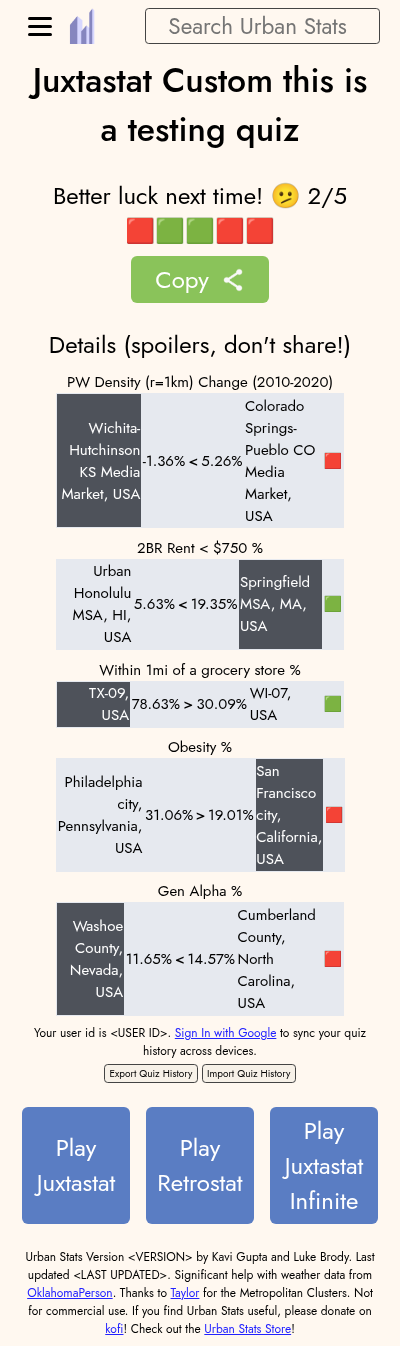 Search Urban Stats
Juxtastat Custom this is
a testing quiz
Better luck next time! 🫤 2/5
🟥🟩🟩🟥🟥
Copy
Details (spoilers, don't share!)
PW Density (r=1km) Change (2010-2020)
Wichita-
Hutchinson
KS Media
Market, USA
-1.36% < 5.26%
Colorado
Springs-
Pueblo CO
Media
Market,
USA
🟥
2BR Rent < $750 %
Urban
Honolulu
MSA, HI,
USA
5.63% < 19.35%
Springfield
MSA, MA,
USA
🟩
Within 1mi of a grocery store %
TX-09,
USA
78.63% > 30.09%
WI-07,
USA
🟩
Obesity %
Philadelphia
city,
Pennsylvania,
USA
31.06% > 19.01%
San
Francisco
city,
California,
USA
🟥
Gen Alpha %
Washoe
County,
Nevada,
USA
11.65% < 14.57%
Cumberland
County,
North
Carolina,
USA
🟥
Your user id is <USER ID>. Sign In with Google to sync your quiz
history across devices.
Export Quiz History Import Quiz History
Play
Juxtastat
Play
Retrostat
Play
Juxtastat
Infinite
Urban Stats Version <VERSION> by Kavi Gupta and Luke Brody. Last
updated <LAST UPDATED>. Significant help with weather data from
OklahomaPerson. Thanks to Taylor for the Metropolitan Clusters. Not
for commercial use. If you find Urban Stats useful, please donate on
kofi! Check out the Urban Stats Store!